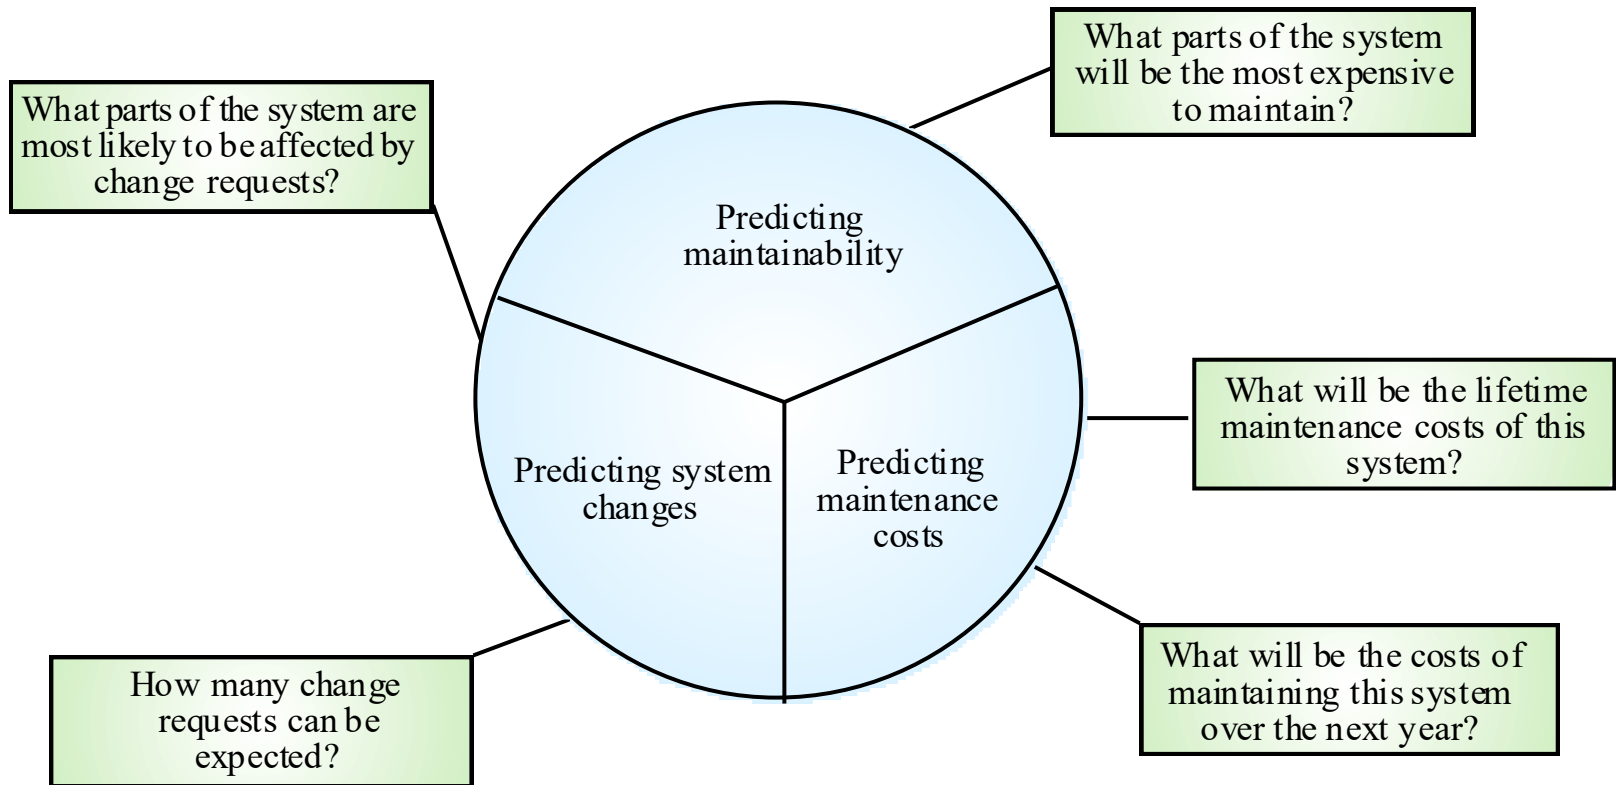 What parts of the system
will be the most expensive
to maintain?
What parts of the system are
most likely to be affected by
change requests?
Predicting
maintainability
What will be the lifetime
maintenance costs of this
system?
Predicting system
changes
Predicting
maintenance
costs
How many change
requests can be
expected?
What will be the costs of
maintaining this system
over the next year?